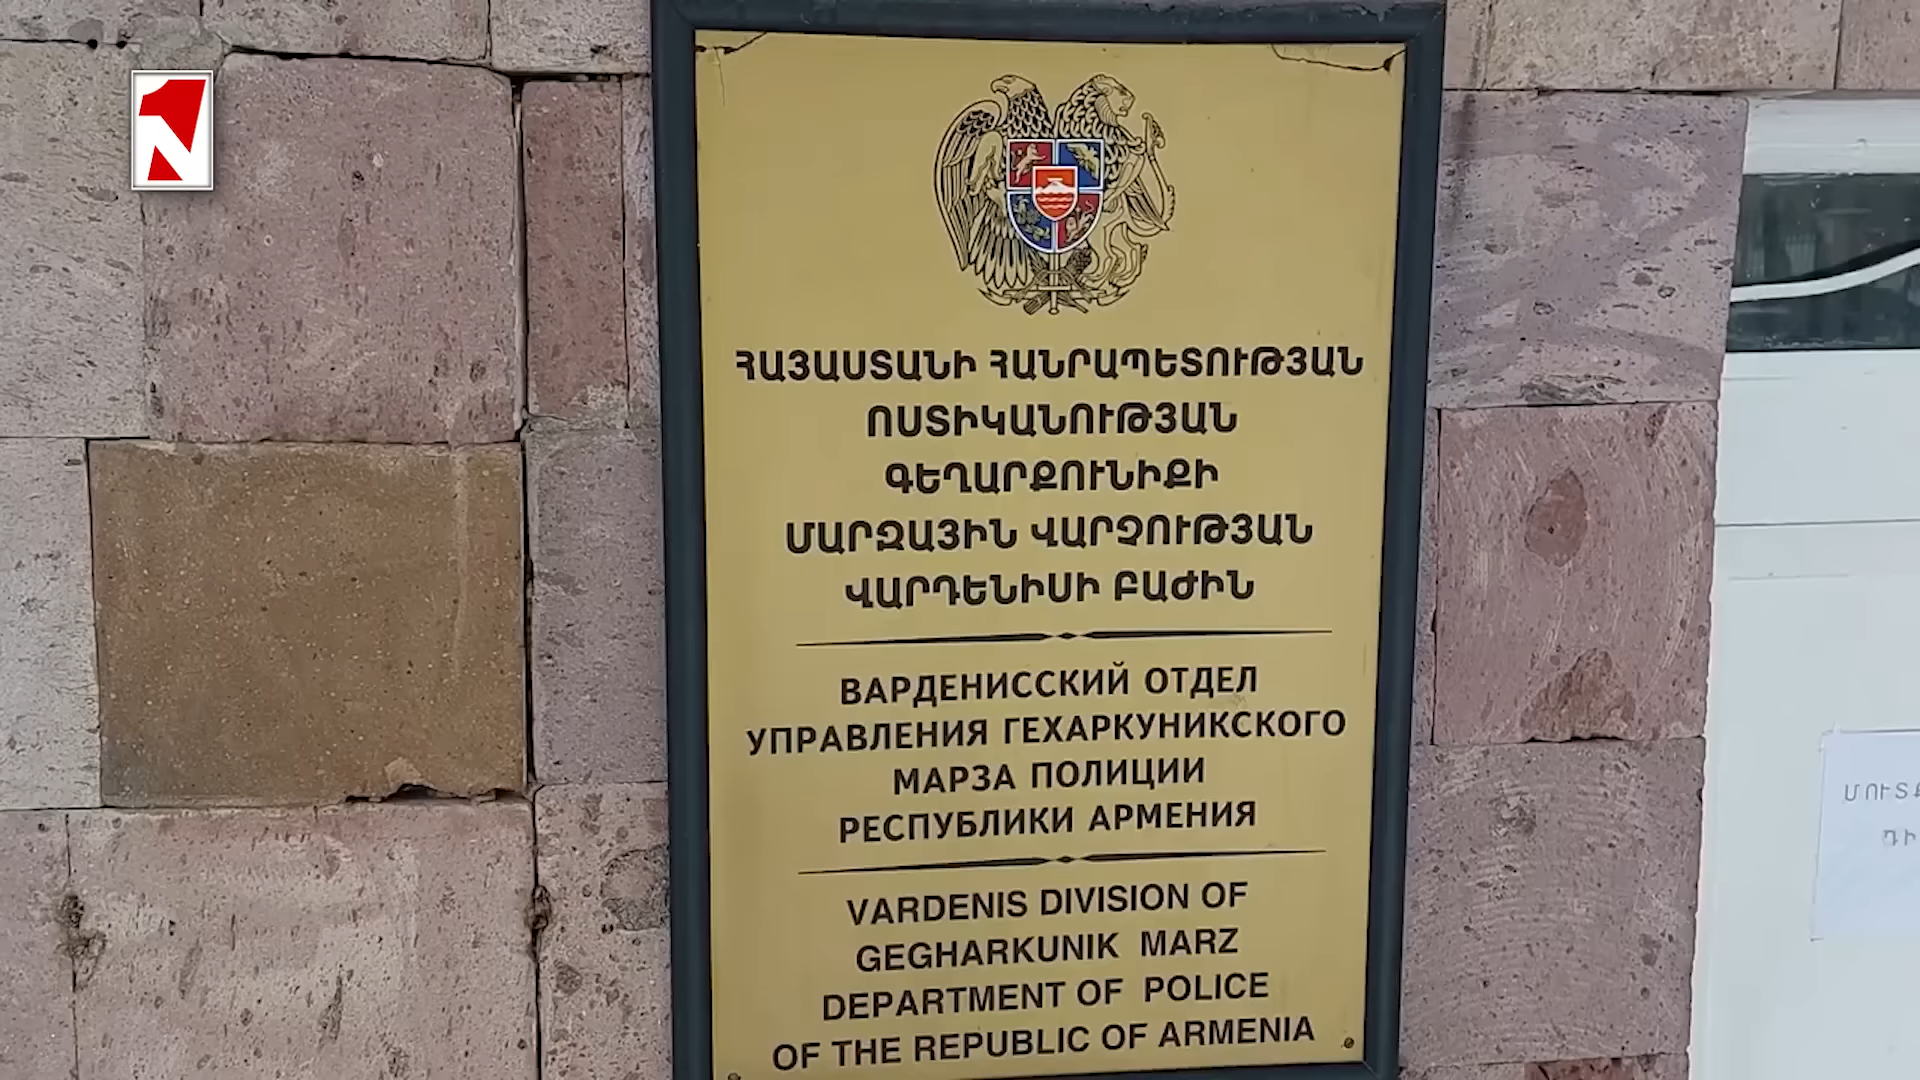 ՀԱՅԱՍՏԱՆԻ ՀԱՆՐԱՊԵՏՈՒԹՅԱՆ
ՈՍՏԻԿԱՆՈՒԹՅԱՆ
ԳԵՂԱՐՔՈՒՆԻՔԻ
ՄԱՐԶԱՅԻՆ ՎԱՐՉՈՒԹՅԱՆ
ՎԱՐԴԵՆԻՍԻ ԲԱԺԻՆ
ВАРДЕНИССКИЙ ОТДЕЛ
УПРАВЛЕНИЯ ГЕХАРКУНИКСКОГО
МАРЗА ПОЛИЦИИ
РЕСПУБЛИКИ АРМЕНИЯ
VARDENIS DIVISION OF
GEGHARKUNIK MARZ
DEPARTMENT OF POLICE
OF THE REPUBLIC OF ARMENIA